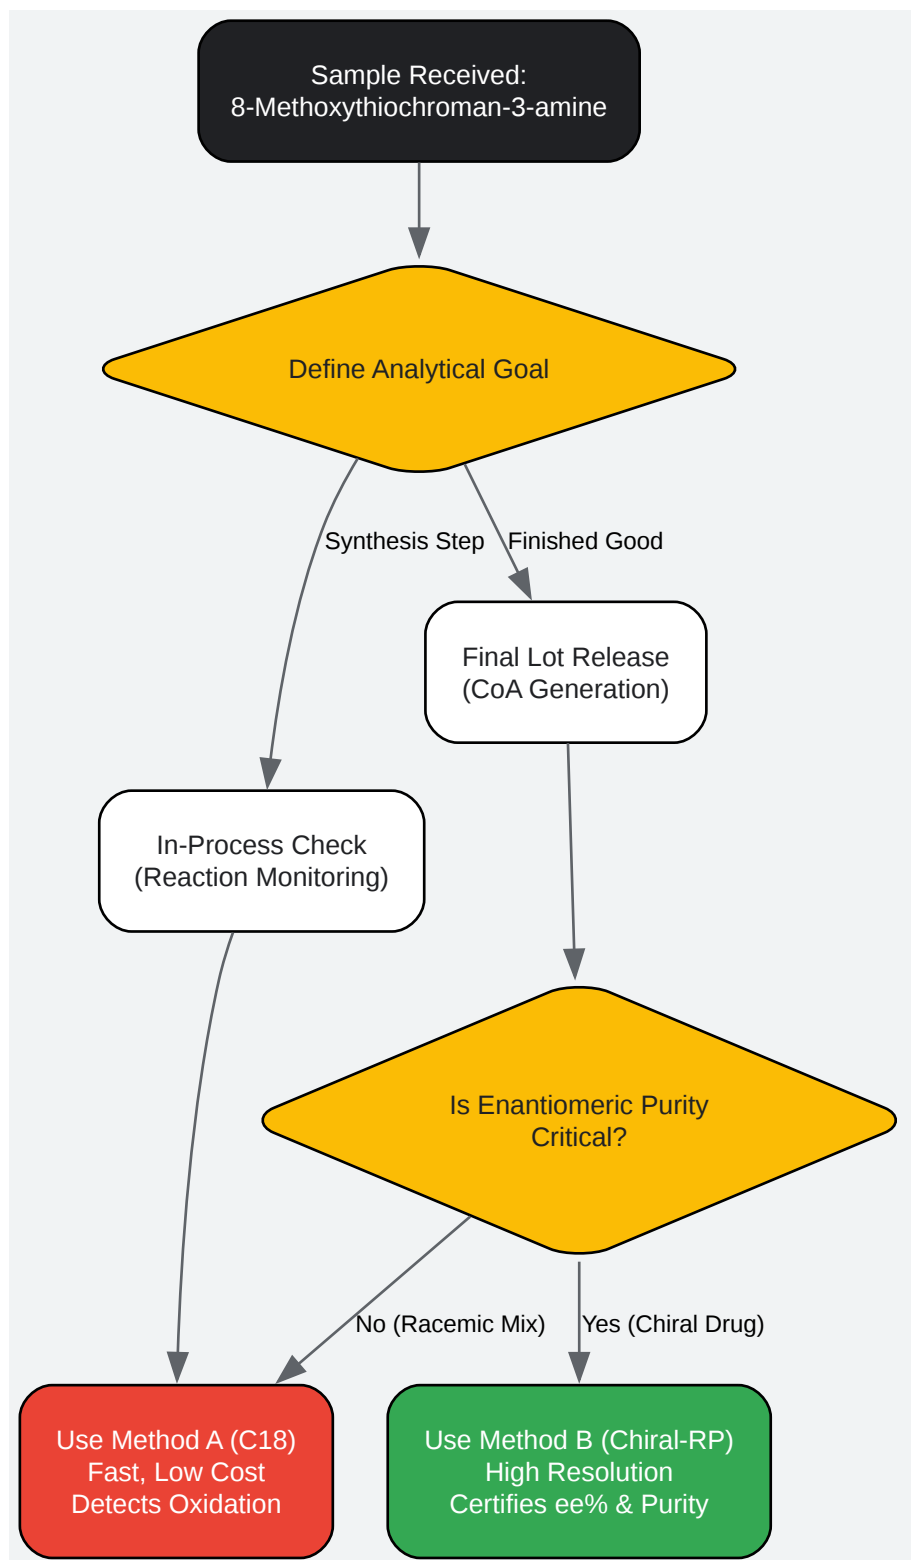 Sample Received:
8-Methoxythiochroman-3-amine
Define Analytical Goal
Synthesis Step
Finished Good
Final Lot Release
(CoA Generation)
In-Process Check
(Reaction Monitoring)
Is Enantiomeric Purity
Critical?
No (Racemic Mix)
Yes (Chiral Drug)
Use Method A (C18)
Fast, Low Cost
Detects Oxidation
Use Method B (Chiral-RP)
High Resolution
Certifies ee% & Purity